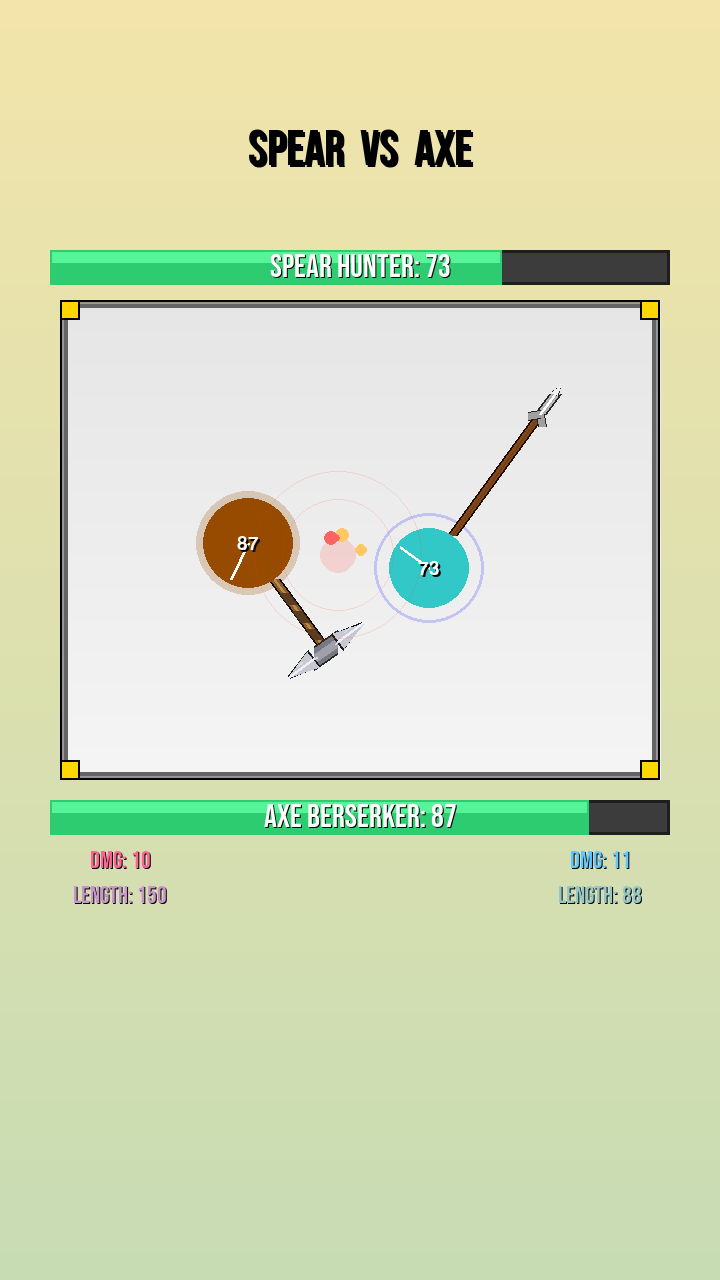 SPEAR VS AXE
SPEAR HUNTER: 73
87
73
AXE BERSERKER: 87
DMG: 10
DMG: 11
LENGTH: 150
LENGTH: 88